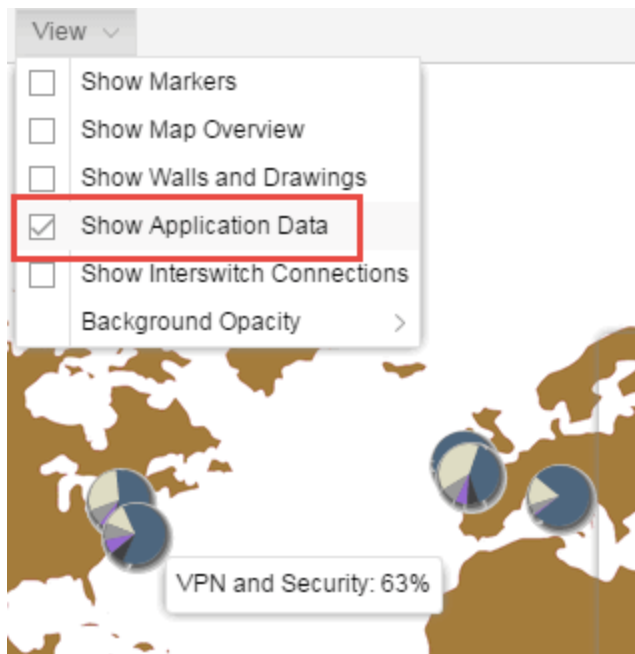 View
Show Markers
Show Map Overview
Show Walls and Drawings
Show Application Data
Show Interswitch Connections
Background Opacity
VPN and Security: 63%